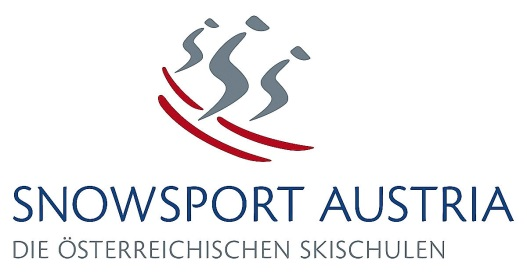 SNOWSPORT AUSTRIA
DIE ÖSTERREICHISCHEN SKISCHULEN